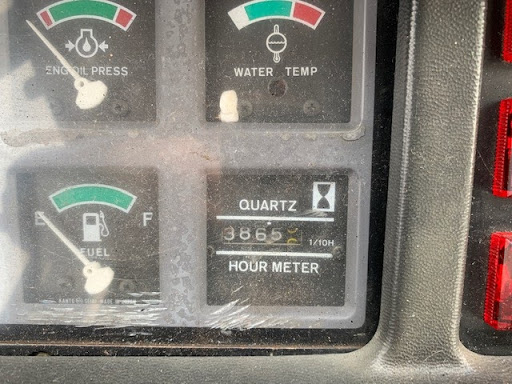 ENG OIL PRESS
WATER TEMP
QUARTZ
3865
1/10H
HOUR METER
E F
FUEL